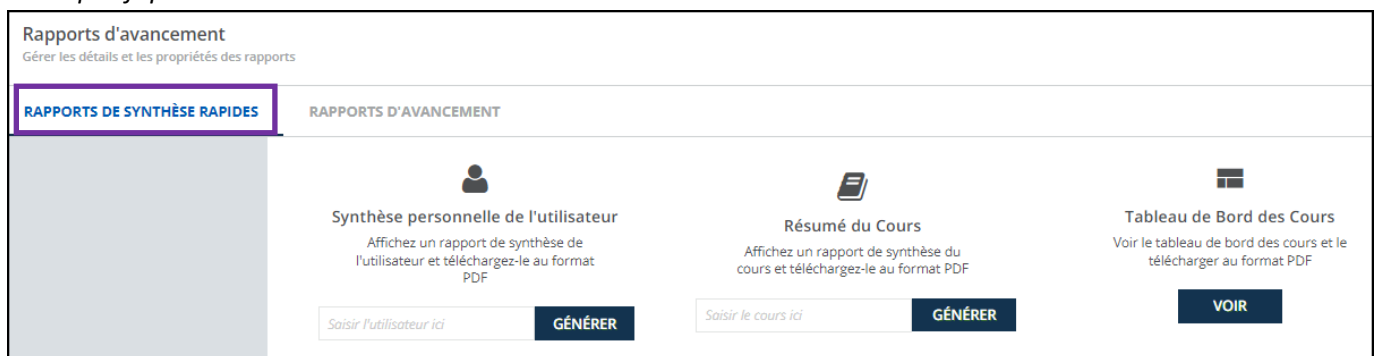 Rapports d'avancement
Gérer les détails et les propriétés des rapports
RAPPORTS DE SYNTHÈSE RAPIDES
RAPPORTS D'AVANCEMENT
Synthèse personnelle de l'utilisateur
Affichez un rapport de synthèse de
l'utilisateur et téléchargez-le au format
PDF
Saisir l'utilisateur ici
GÉNÉRER
Résumé du Cours
Affichez un rapport de synthèse du
cours et téléchargez-le au format PDF
Saisir le cours ici
GÉNÉRER
Tableau de Bord des Cours
Voir le tableau de bord des cours et le
télécharger au format PDF
VOIR